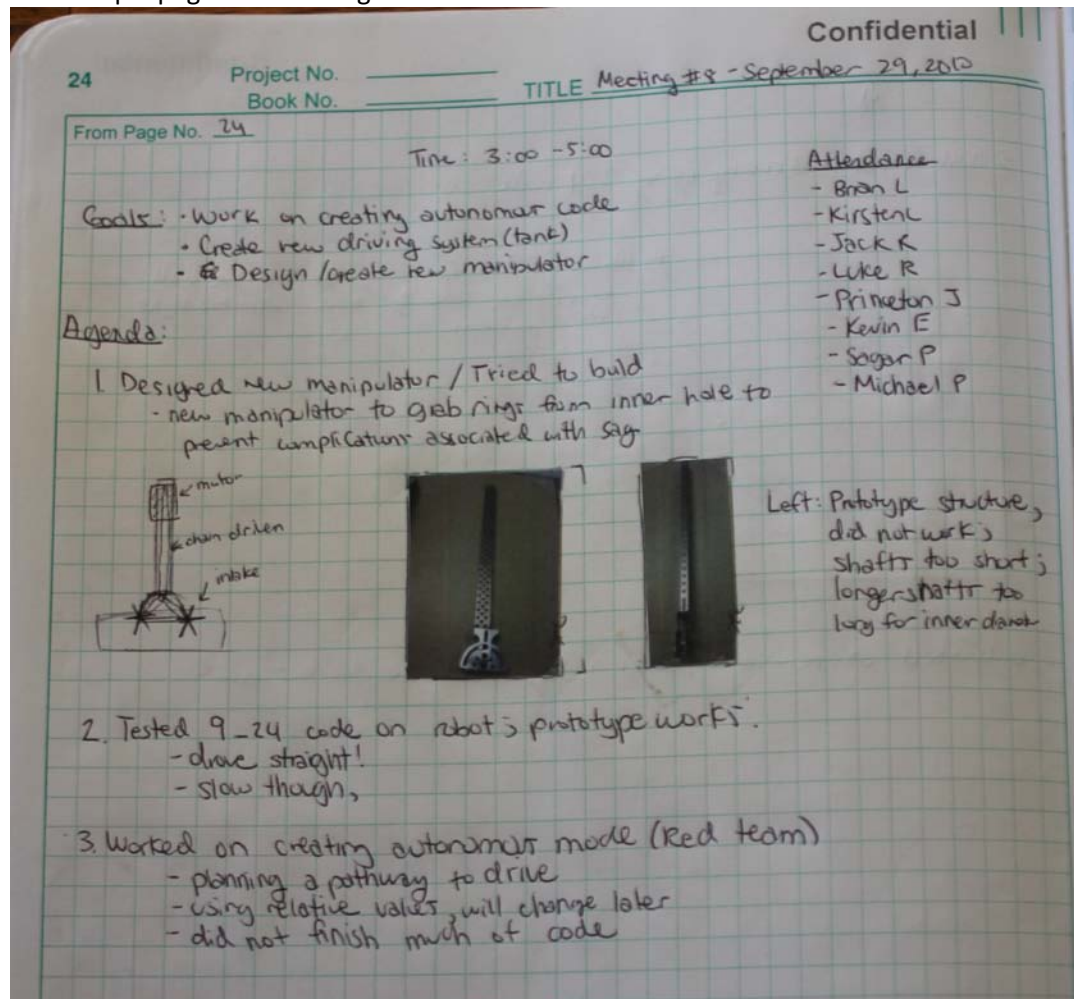 Confidential
24 Project No.
Book No.
TITLE Meeting #8 - September 29, 2010
From Page No. 24
Time: 3:00 - 5:00
Attendance
- Brian L
- Kirsten L
- Jack K
- Luke R
- Princeton J
- Kevin E
- Sagar P
- Michael P
Goals: · Work on creating autonomous code
· Create new driving system (tank)
· Design / create new manipulator
Agenda:
1. Designed new manipulator / Tried to build
- new manipulator to grab rings from inner hole to
prevent complications associated with sag
motor
chain driven
intake
Left: Prototype structure,
did not work;
shafts too short;
longer shafts too
long for inner
2. Tested 9_24 code on robot; prototype works.
- drove straight!
- slow though,
3. Worked on creating autonomous mode (Red team)
- planning a pathway to drive
- using relative values, will change later
- did not finish much of code